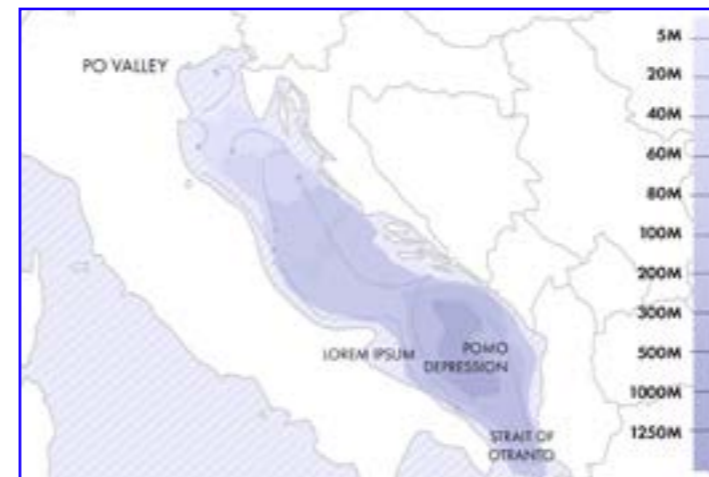 PO VALLEY
LOREM IPSUM
POMO
DEPRESSION
STRAIT OF
OTRANTO
5M
20M
40M
60M
80M
100M
200M
300M
500M
1000M
1250M